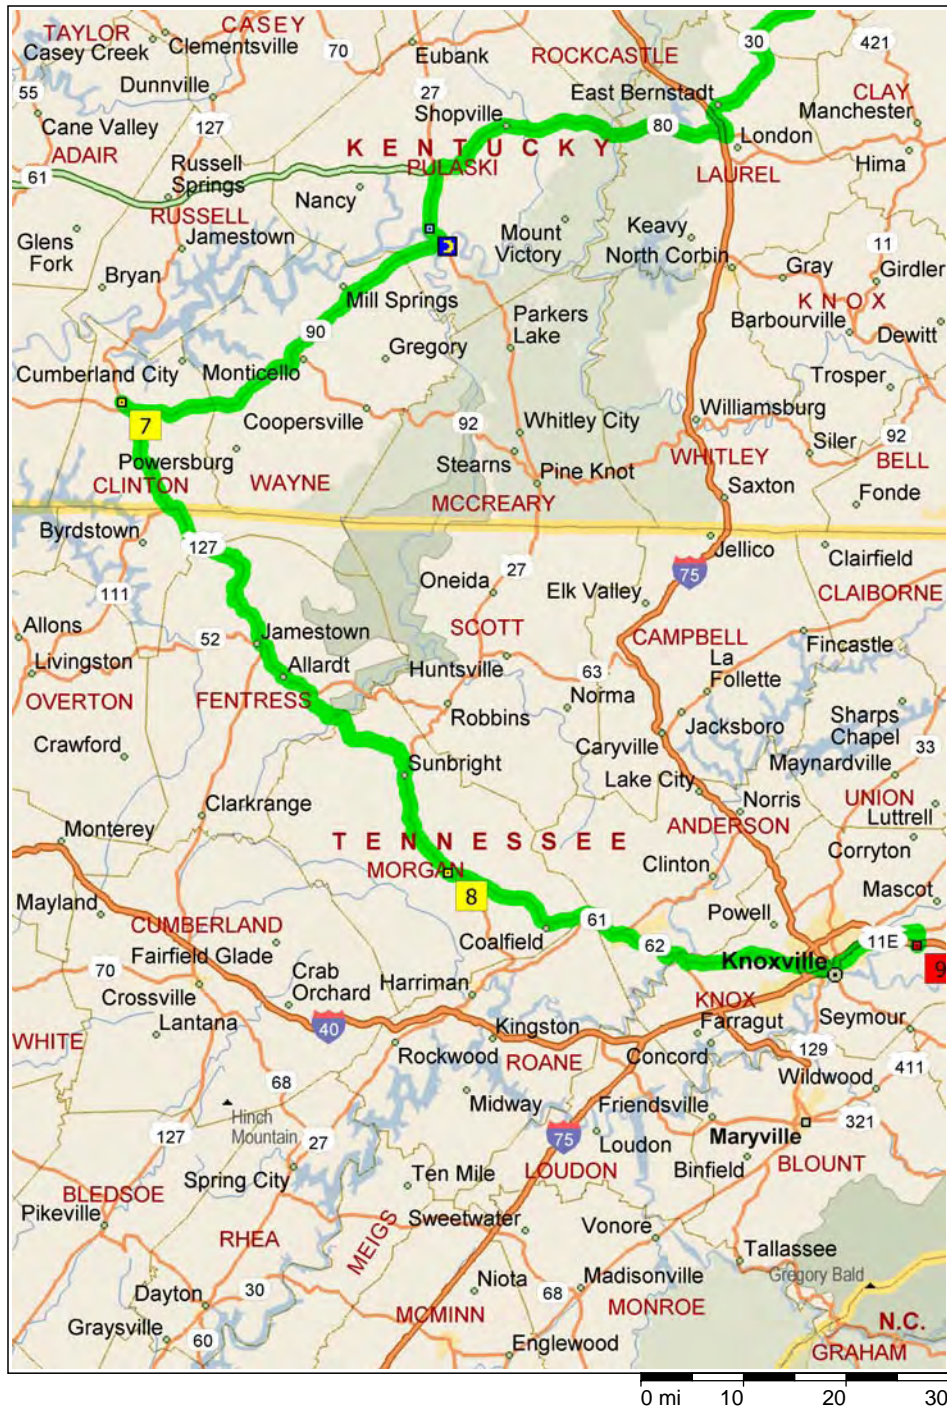 TAYLOR
CASEY
30
421
Casey Creek
Clementsville
70
Eubank
ROCKCASTLE
Dunnville
55
27
East Bernstadt
CLAY
Shopville
Manchester
Cane Valley
127
80
London
ADAIR
KENTUCKY
Hima
61
Russell
Springs
PULASKI
LAUREL
Nancy
RUSSELL
Glens
Fork
Jamestown
Mount
Victory
Keavy
11
North Corbin
Bryan
Gray
Girdler
Mill Springs
KNOX
Parkers
Lake
Barbourville
Dewitt
90
Gregory
Cumberland City
Monticello
Trosper
Coopersville
Williamsburg
7
92
Whitley City
Siler
92
Powersburg
Stearns
WHITLEY
BELL
CLINTON
WAYNE
Pine Knot
Saxton
Fonde
MCCREARY
Byrdstown
127
Jellico
Clairfield
27
75
Oneida
Elk Valley
CLAIBORNE
111
Allons
52
Jamestown
SCOTT
CAMPBELL
Fincastle
Livingston
Allardt
Huntsville
63
La
Follette
OVERTON
FENTRESS
Robbins
Norma
Jacksboro
Sharps
Chapel
Crawford
Caryville
33
Sunbright
Maynardville
Lake City
Clarkrange
Norris
UNION
Luttrell
Monterey
TENNESSEE
ANDERSON
Corryton
MORGAN
Clinton
8
Mascot
Mayland
61
Powell
CUMBERLAND
Coalfield
62
11E
Fairfield Glade
Knoxville
9
70
Crab
Orchard
Harriman
Crossville
KNOX
Lantana
40
Kingston
Farragut
Seymour
WHITE
Rockwood
ROANE
Concord
129
411
68
Wildwood
Hinch
Mountain
Midway
Friendsville
127
27
75
Loudon
Maryville
321
Spring City
Ten Mile
LOUDON
Binfield
BLOUNT
BLEDSOE
Pikeville
Sweetwater
Vonore
RHEA
MEIGS
Tallassee
Gregory Bald
Dayton
30
Niota
68
Madisonville
MCMINN
MONROE
N.C.
Graysville
60
Englewood
GRAHAM
0 mi 10 20 30